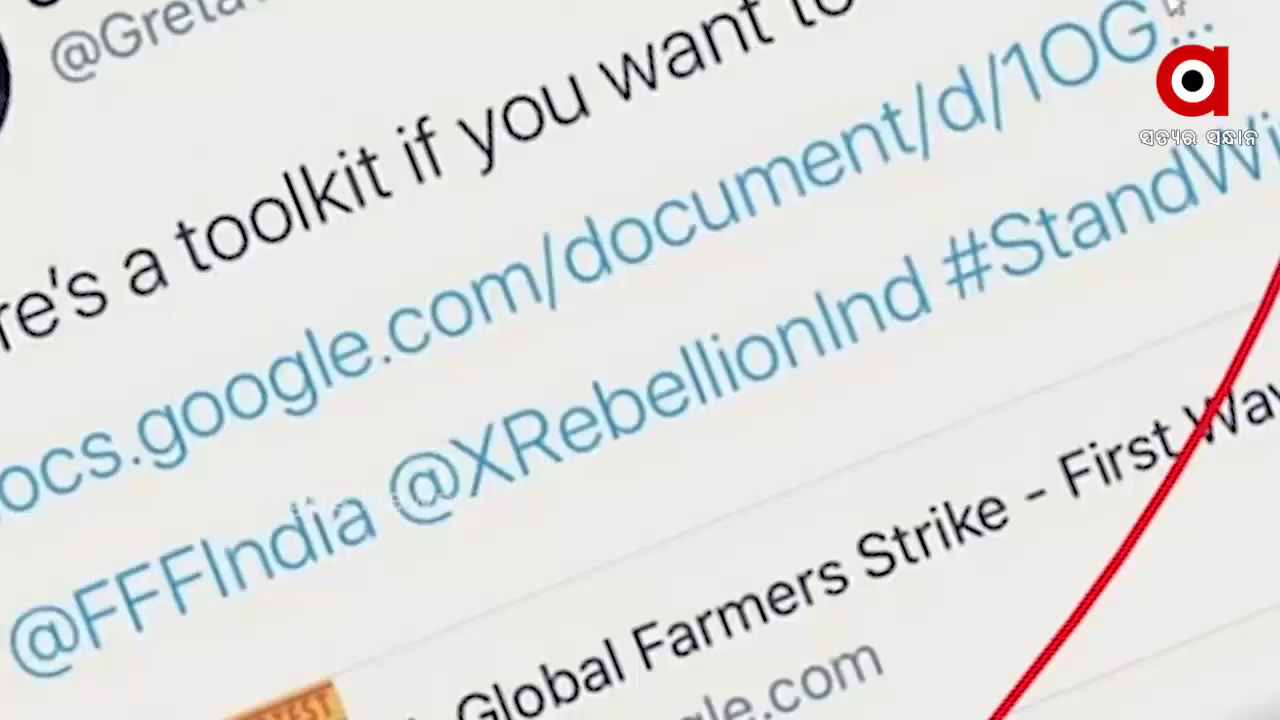 @Greta
re's a toolkit if you want to
ocs.google.com/document/d/1OG...
@FFFIndia @XRebellionInd #StandWi
Global Farmers Strike - First Wav
gle.com
ସତ୍ୟର ସନ୍ଧାନ